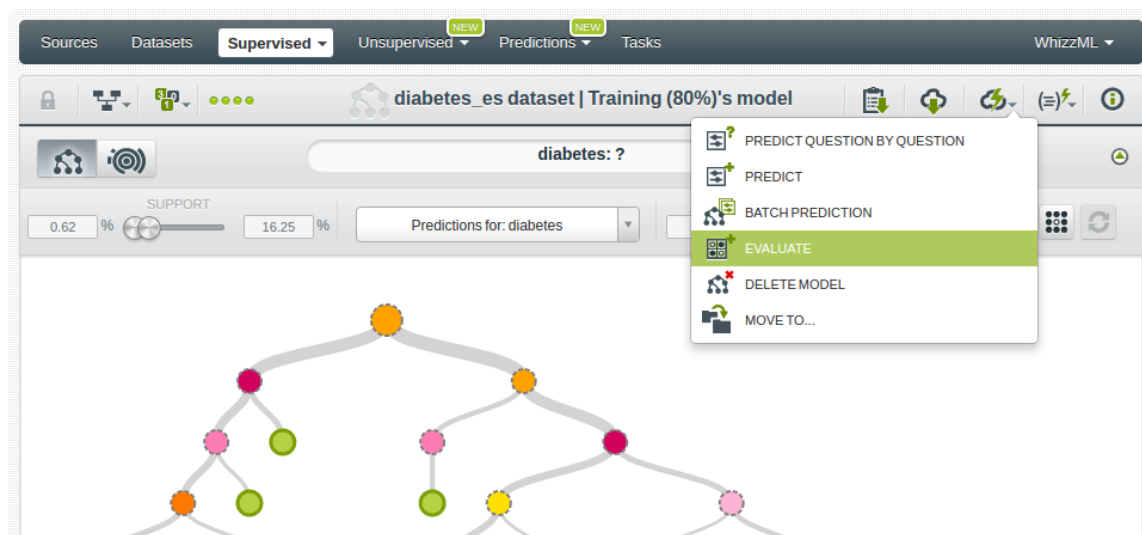 NEW NEW
Sources Datasets Supervised Unsupervised Predictions Tasks WhizzML
diabetes_es dataset | Training (80%)'s model
diabetes: ?
PREDICT QUESTION BY QUESTION
PREDICT
BATCH PREDICTION
EVALUATE
DELETE MODEL
MOVE TO...
SUPPORT
0.62 % 16.25 % Predictions for: diabetes